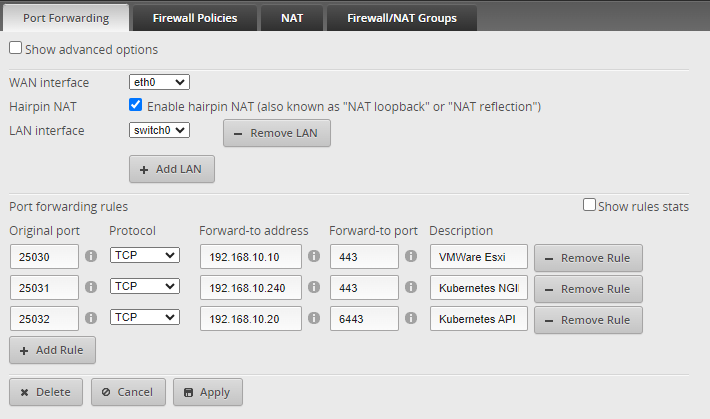 Port Forwarding Firewall Policies NAT Firewall/NAT Groups
Show advanced options
WAN interface eth0
Hairpin NAT Enable hairpin NAT (also known as "NAT loopback" or "NAT reflection")
LAN interface switch0 − Remove LAN
+ Add LAN
Port forwarding rules Show rules stats
Original port Protocol Forward-to address Forward-to port Description
25030 TCP 192.168.10.10 443 VMWare Esxi − Remove Rule
25031 TCP 192.168.10.240 443 Kubernetes NGI − Remove Rule
25032 TCP 192.168.10.20 6443 Kubernetes API − Remove Rule
+ Add Rule
Delete Cancel Apply